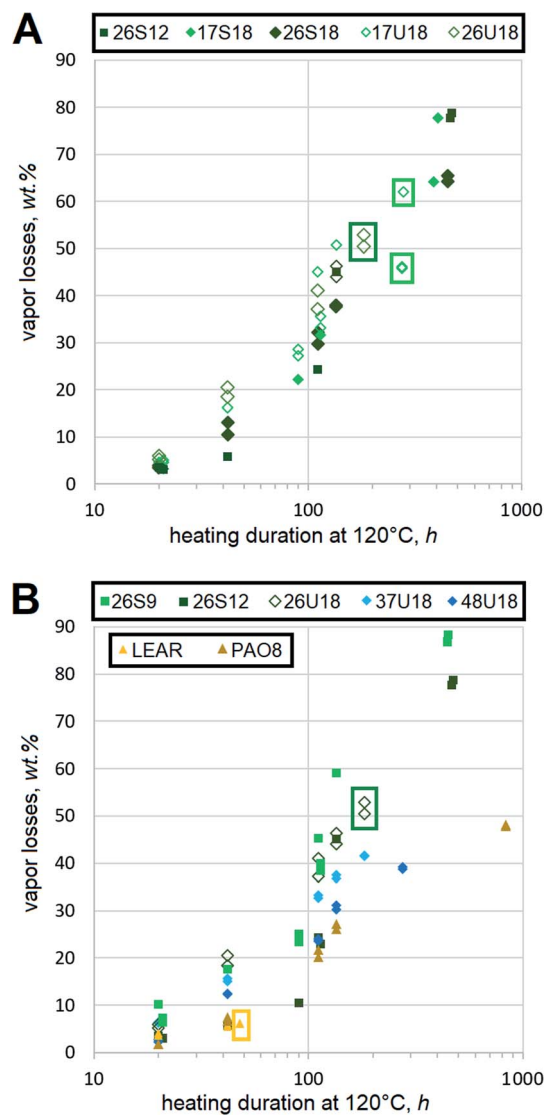 A
26S12 17S18 26S18 17U18 26U18
90
80
70
60
50
40
30
20
10
0
vapor losses, wt.%
10 100 1000
heating duration at 120°C, h
B
26S9 26S12 26U18 37U18 48U18
LEAR PAO8
90
80
70
60
50
40
30
20
10
0
vapor losses, wt.%
10 100 1000
heating duration at 120°C, h